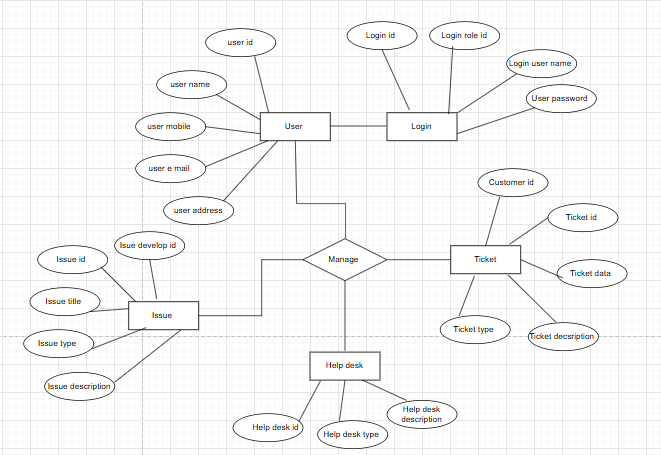 user id
Login id
Login role id
user name
Login user name
user mobile
User
Login
User password
user e mail
user address
Customer id
Ticket id
Isue develop id
Issue id
Manage
Ticket
Ticket data
Issue title
Issue
Issue type
Ticket type
Ticket decsription
Issue description
Help desk
Help desk id
Help desk type
Help desk
description